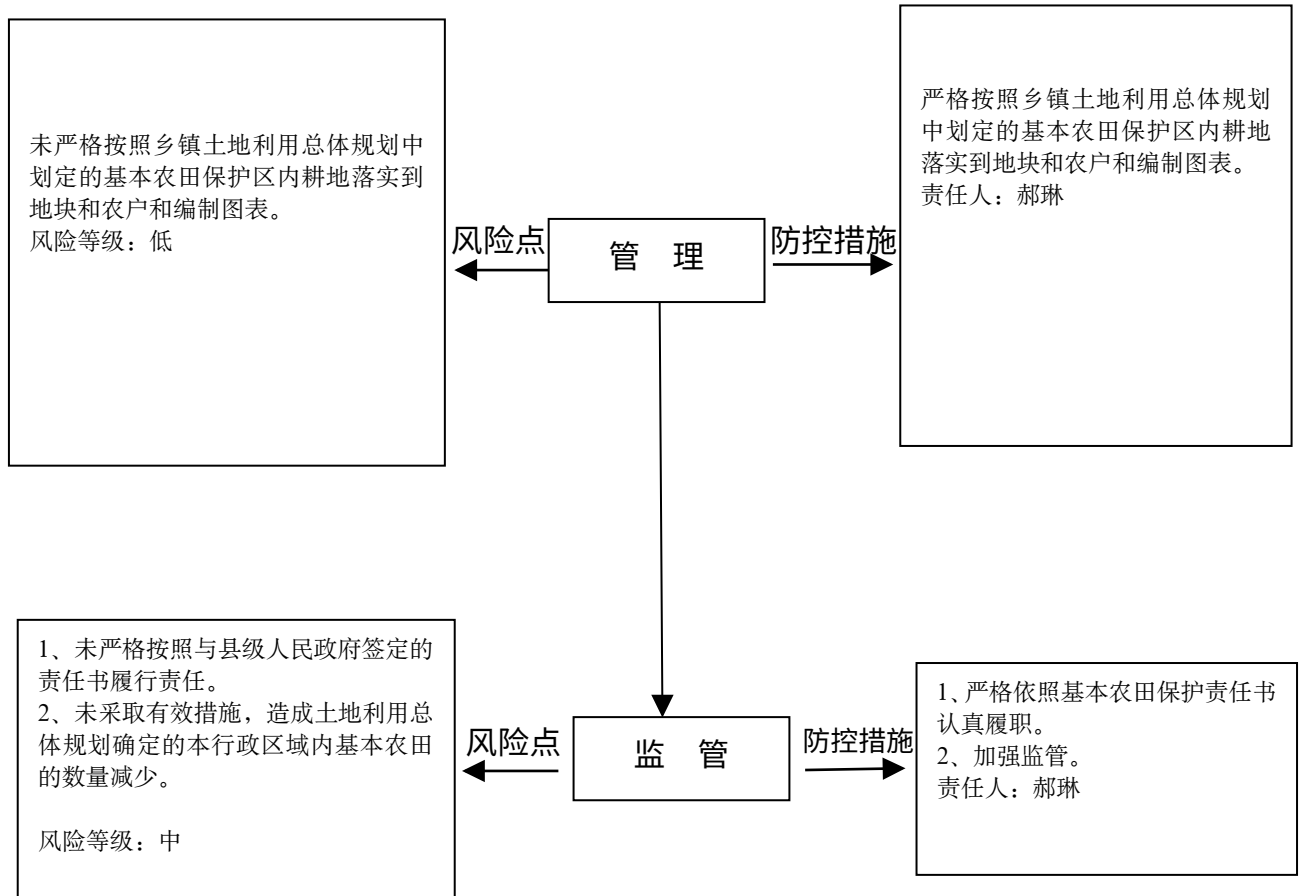 未严格按照乡镇土地利用总体规划中
划定的基本农田保护区内耕地落实到
地块和农户和编制图表。
风险等级：低
风险点
管 理
防控措施
严格按照乡镇土地利用总体规划
中划定的基本农田保护区内耕地
落实到地块和农户和编制图表。
责任人：郝琳
1、未严格按照与县级人民政府签定的
责任书履行责任。
2、未采取有效措施，造成土地利用总
体规划确定的本行政区域内基本农田
的数量减少。
风险等级：中
风险点
监 管
防控措施
1、严格依照基本农田保护责任书
认真履职。
2、加强监管。
责任人：郝琳